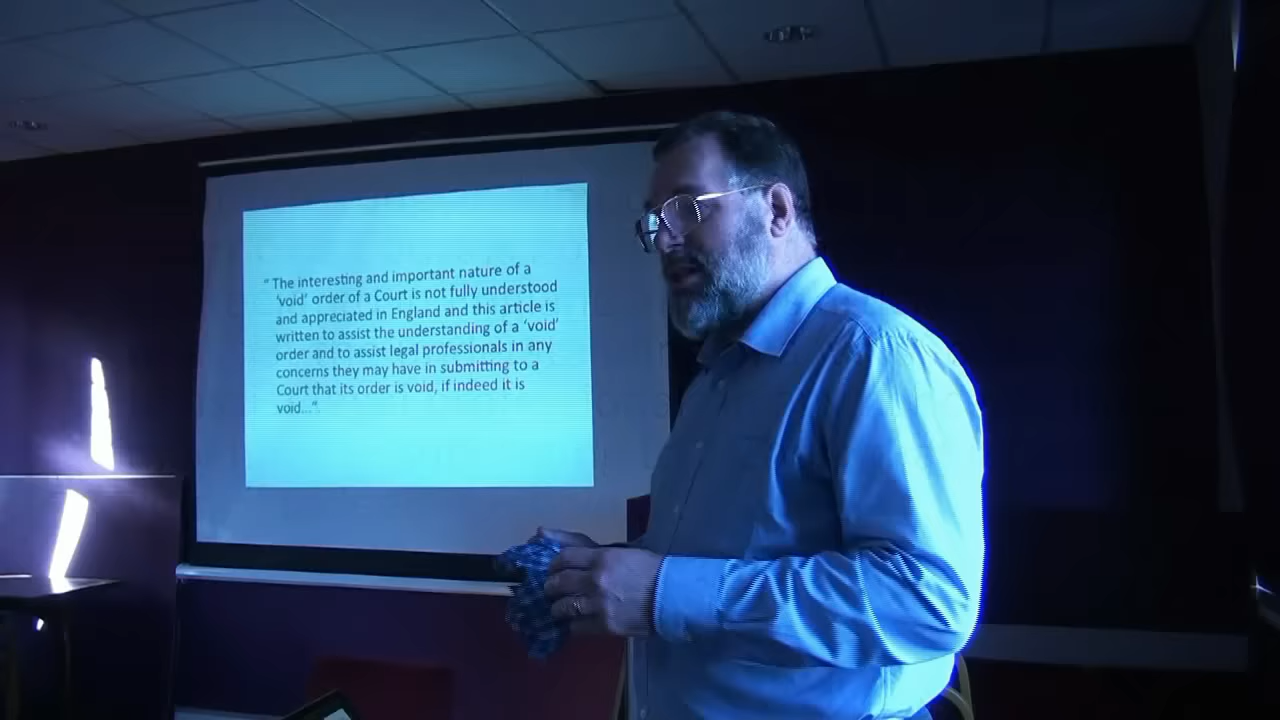 “ The interesting and important nature of a
‘void’ order of a Court is not fully understood
and appreciated in England and this article is
written to assist the understanding of a ‘void’
order and to assist legal professionals in any
concerns they may have in submitting to a
Court that its order is void, if indeed it is
void...”